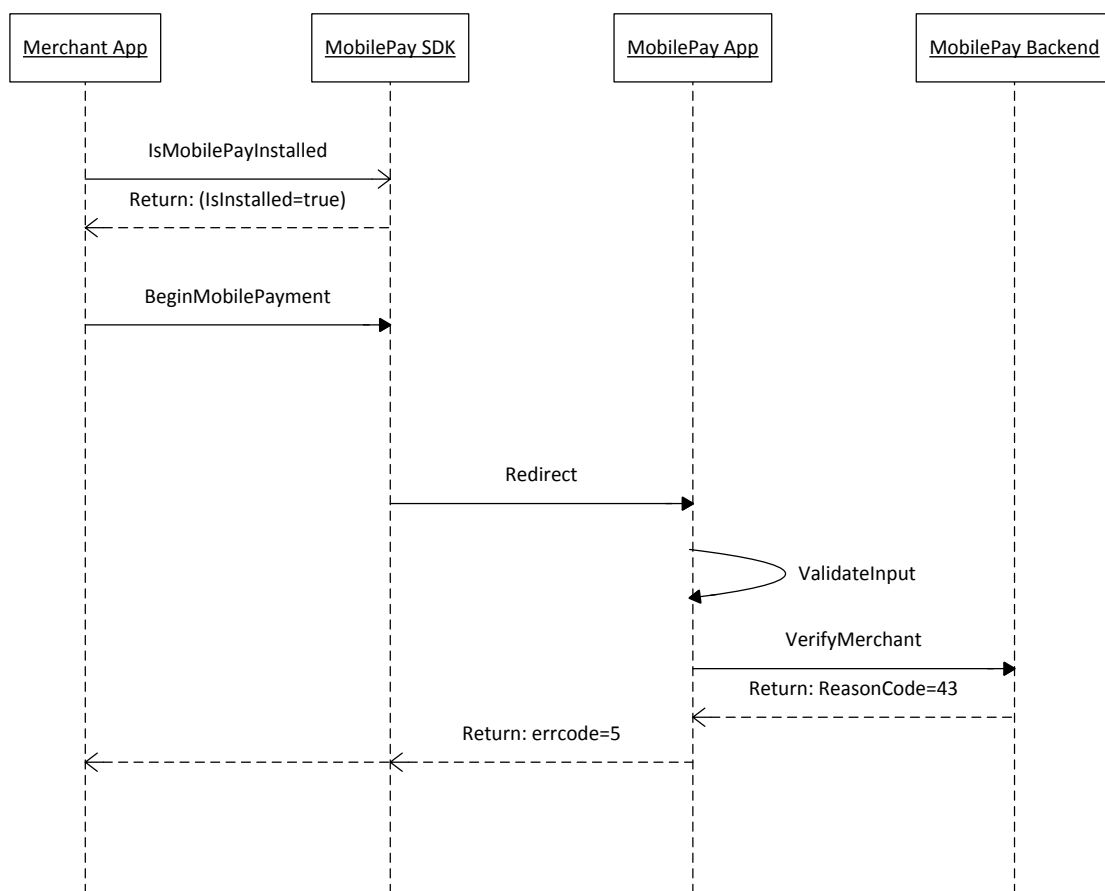 Merchant App
MobilePay SDK
MobilePay App
MobilePay Backend
IsMobilePayInstalled
Return: (IsInstalled=true)
BeginMobilePayment
Redirect
ValidateInput
VerifyMerchant
Return: ReasonCode=43
Return: errcode=5